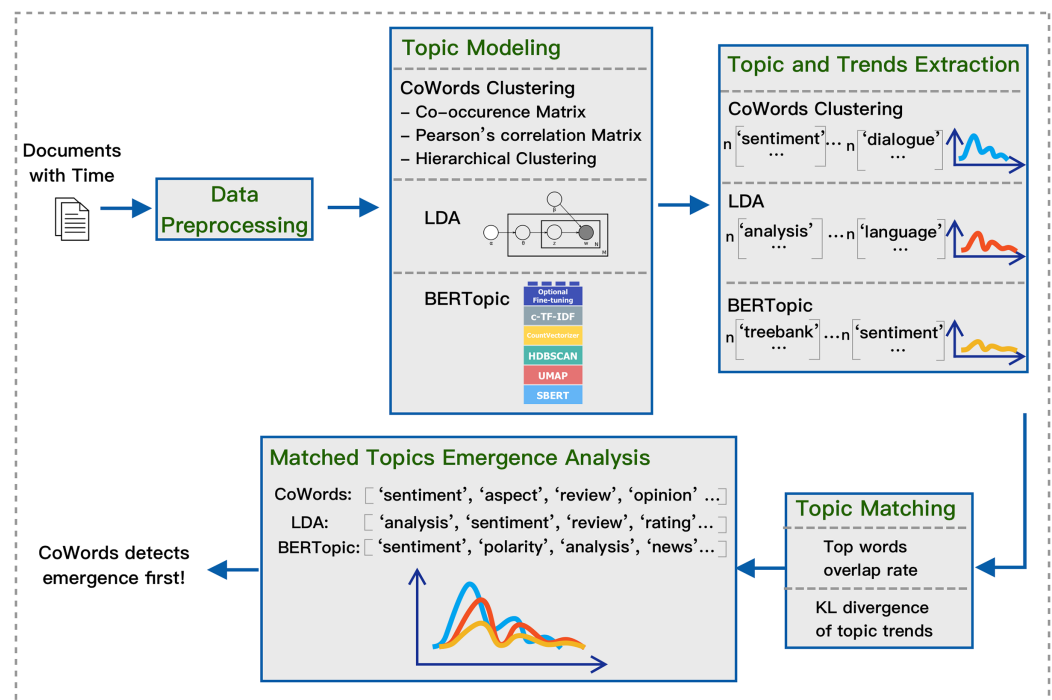 Documents
with Time
Data
Preprocessing
Topic Modeling
CoWords Clustering
– Co-occurence Matrix
– Pearson's correlation Matrix
– Hierarchical Clustering
LDA
β
α
θ
z
w
N
M
BERTopic
Optional
Fine-tuning
c-TF-IDF
CountVectorizer
HDBSCAN
UMAP
SBERT
Topic and Trends Extraction
CoWords Clustering
n [‘sentiment’ ...] ... n [‘dialogue’ ...]
LDA
n [‘analysis’ ...] ... n [‘language’ ...]
BERTopic
n [‘treebank’ ...] ... n [‘sentiment’ ...]
Topic Matching
Top words
overlap rate
KL divergence
of topic trends
Matched Topics Emergence Analysis
CoWords: [‘sentiment’, ‘aspect’, ‘review’, ‘opinion’ ...]
LDA: [‘analysis’, ‘sentiment’, ‘review’, ‘rating’...]
BERTopic: [‘sentiment’, ‘polarity’, ‘analysis’, ‘news’...]
CoWords detects
emergence first!